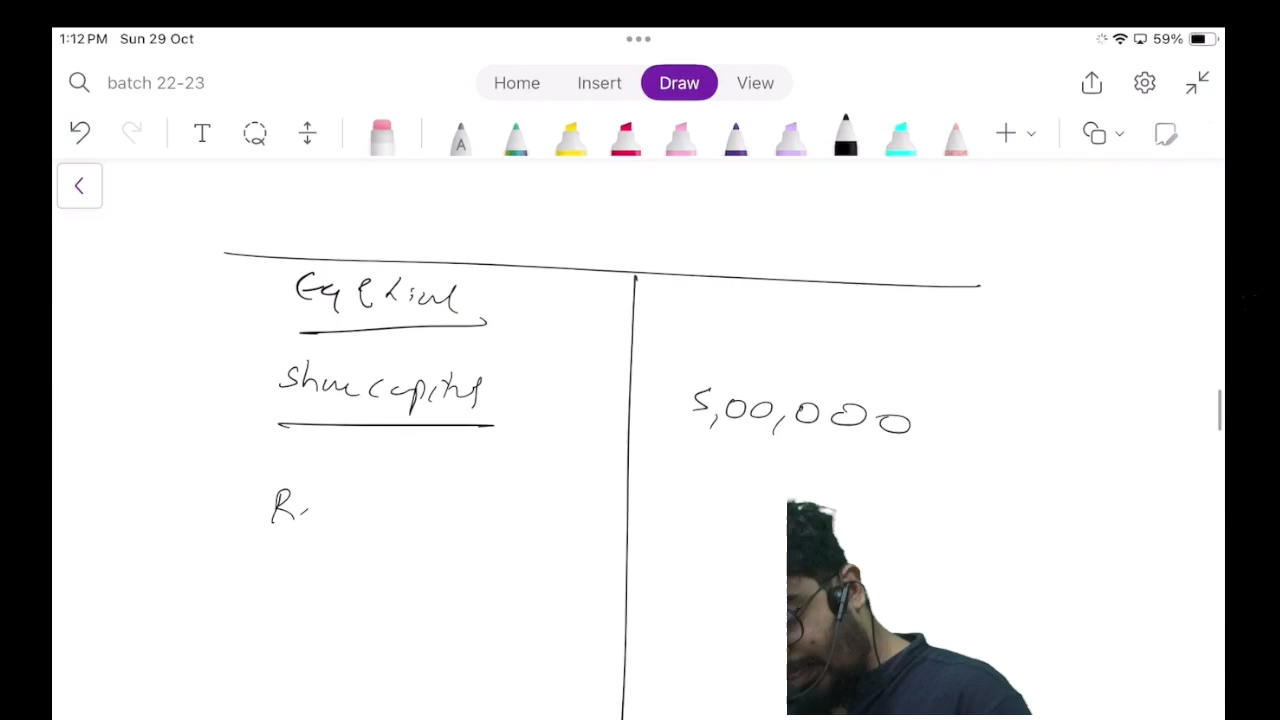 1:12 PM Sun 29 Oct 59%
batch 22-23 Home Insert Draw View
T A
Eq & Liab
Share capital
5,00,000
R.